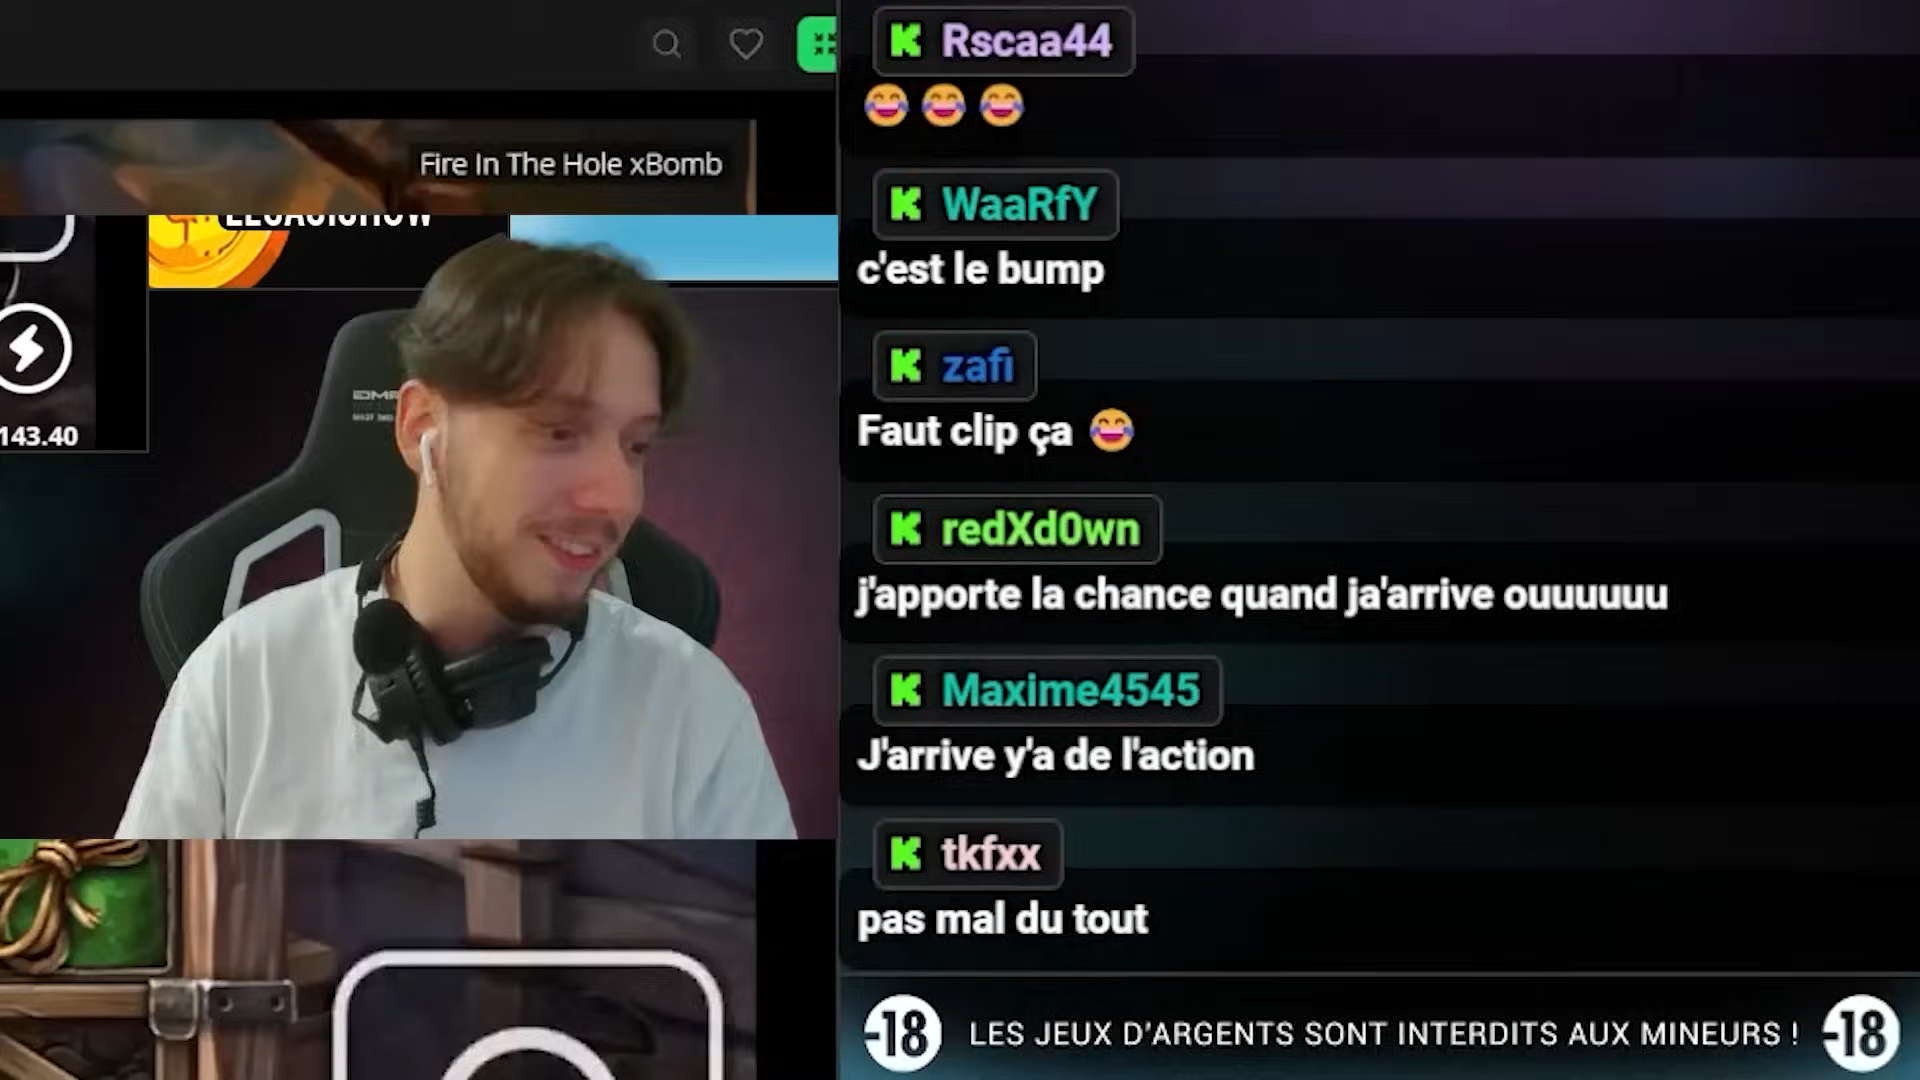 Fire In The Hole xBomb
143.40
Rscaa44
😂 😂 😂
WaaRfY
c'est le bump
zafi
Faut clip ça 😂
redXd0wn
j'apporte la chance quand ja'arrive ouuuuuu
Maxime4545
J'arrive y'a de l'action
tkfxx
pas mal du tout
-18 LES JEUX D'ARGENTS SONT INTERDITS AUX MINEURS ! -18